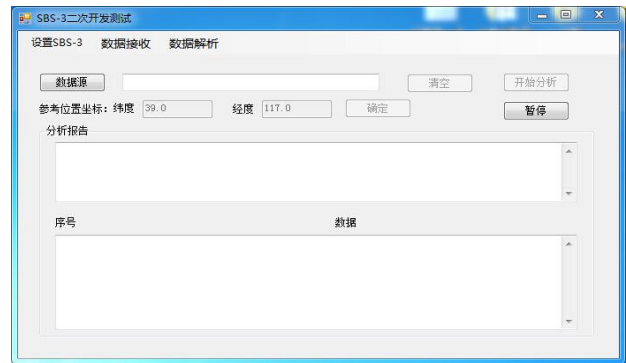 SBS-3二次开发测试
设置SBS-3 数据接收 数据解析
数据源 清空 开始分析
参考位置坐标: 纬度 39.0 经度 117.0 确定 暂停
分析报告
序号 数据